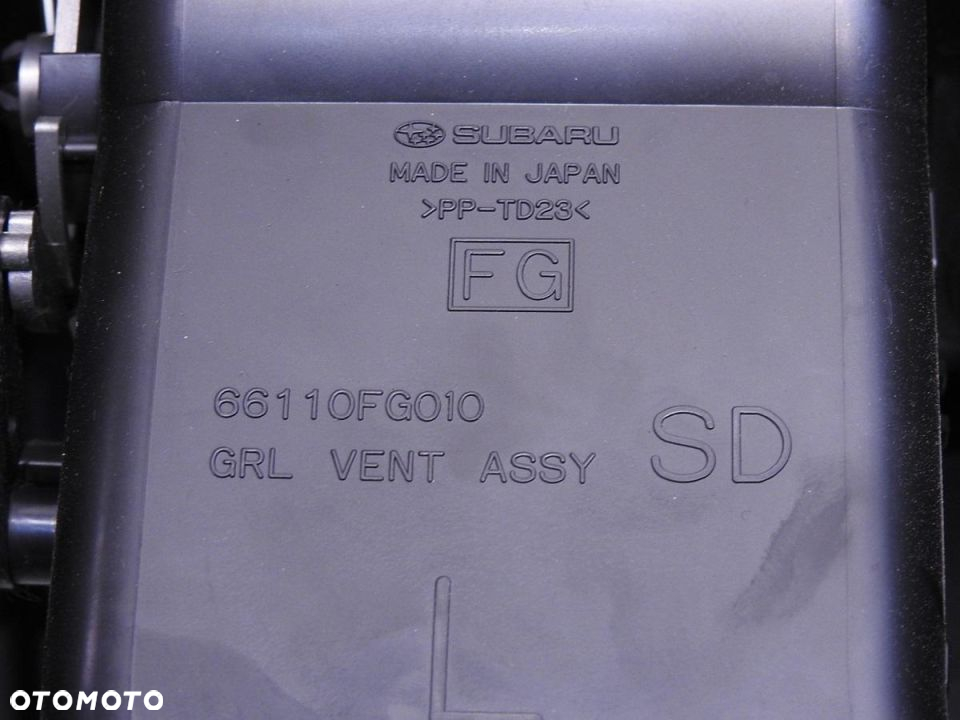 SUBARU
MADE IN JAPAN
>PP-TD23<
FG
66110FG010
GRL VENT ASSY
SD
L
OTOMOTO